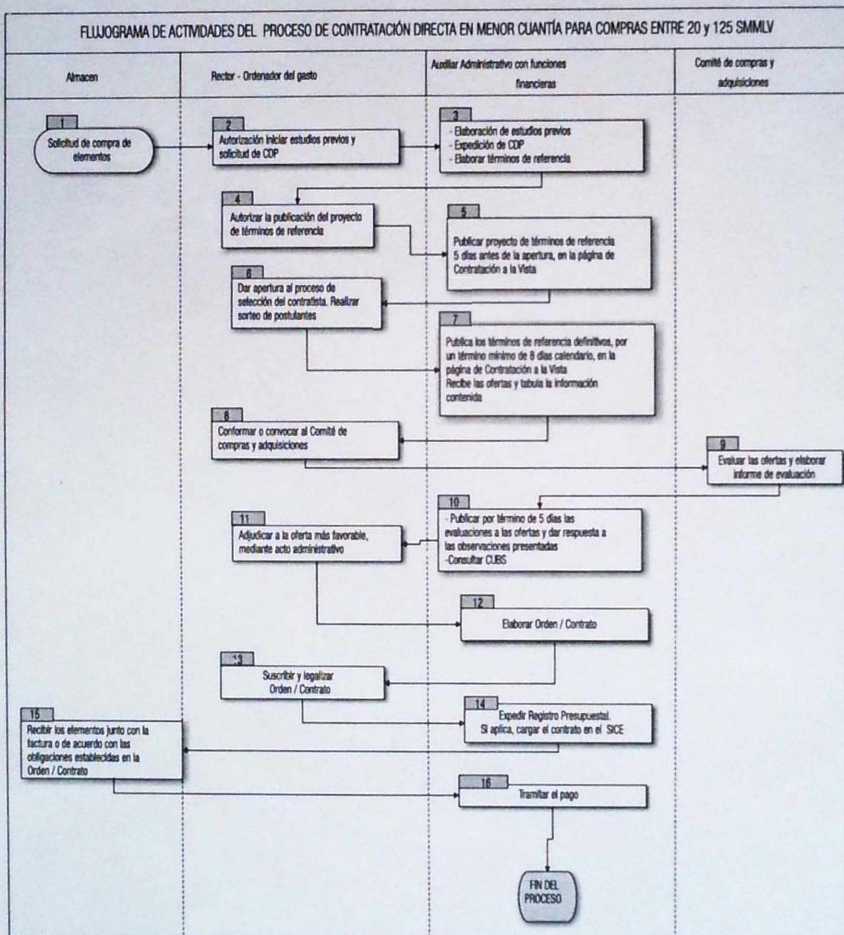 FLUJOGRAMA DE ACTIVIDADES DEL PROCESO DE CONTRATACIÓN DIRECTA EN MENOR CUANTÍA PARA COMPRAS ENTRE 20 y 125 SMMLV
Almacen
Rector - Ordenador del gasto
Auxiliar Administrativo con funciones
financieras
Comité de compras y
adquisiciones
1
Solicitud de compra de
elementos
2
Autorización Iniciar estudios previos y
solicitud de CDP
3
- Elaboración de estudios previos
- Expedición de CDP
- Elaborar términos de referencia
4
Autorizar la publicación del proyecto
de términos de referencia
5
Publicar proyecto de términos de referencia
5 días antes de la apertura, en la página de
Contratación a la Vista
6
Dar apertura al proceso de
selección del contratista. Realizar
sorteo de postulantes
7
Publica los términos de referencia definitivos, por
un término mínimo de 8 días calendario, en la
página de Contratación a la Vista
Recibe las ofertas y tabula la información
contenida
8
Conformar o convocar al Comité de
compras y adquisiciones
9
Evaluar las ofertas y elaborar
informe de evaluación
10
- Publicar por término de 5 días las
evaluaciones a las ofertas y dar respuesta a
las observaciones presentadas
-Consultar CUBS
11
Adjudicar a la oferta más favorable,
mediante acto administrativo
12
Elaborar Orden / Contrato
13
Suscribir y legalizar
Orden / Contrato
14
Expedir Registro Presupuestal.
Si aplica, cargar el contrato en el SICE
15
Recibir los elementos junto con la
factura o de acuerdo con las
obligaciones establecidas en la
Orden / Contrato
16
Tramitar el pago
FIN DEL
PROCESO